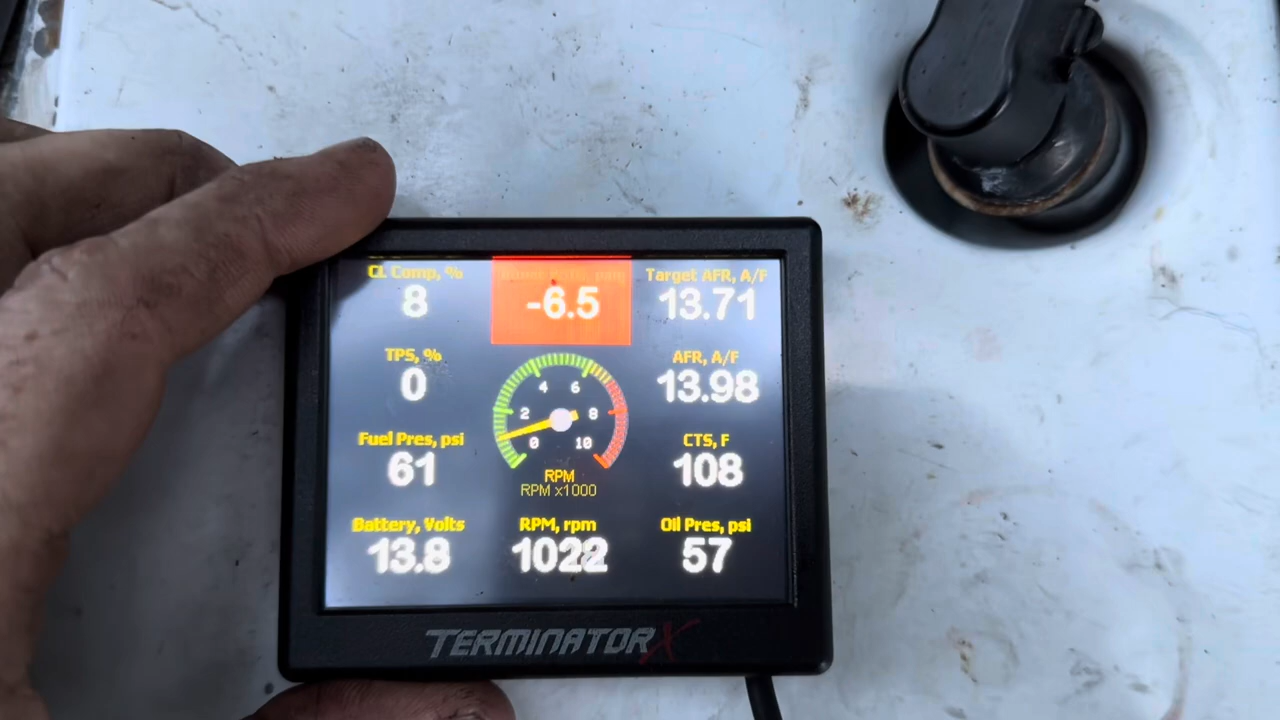 CL Comp, %
8
-6.5
Target AFR, A/F
13.71
TPS, %
0
AFR, A/F
13.98
4 6
2 8
0 10
RPM
RPM x1000
Fuel Pres, psi
61
CTS, F
108
Battery, Volts
13.8
RPM, rpm
1022
Oil Pres, psi
57
TERMINATOR X